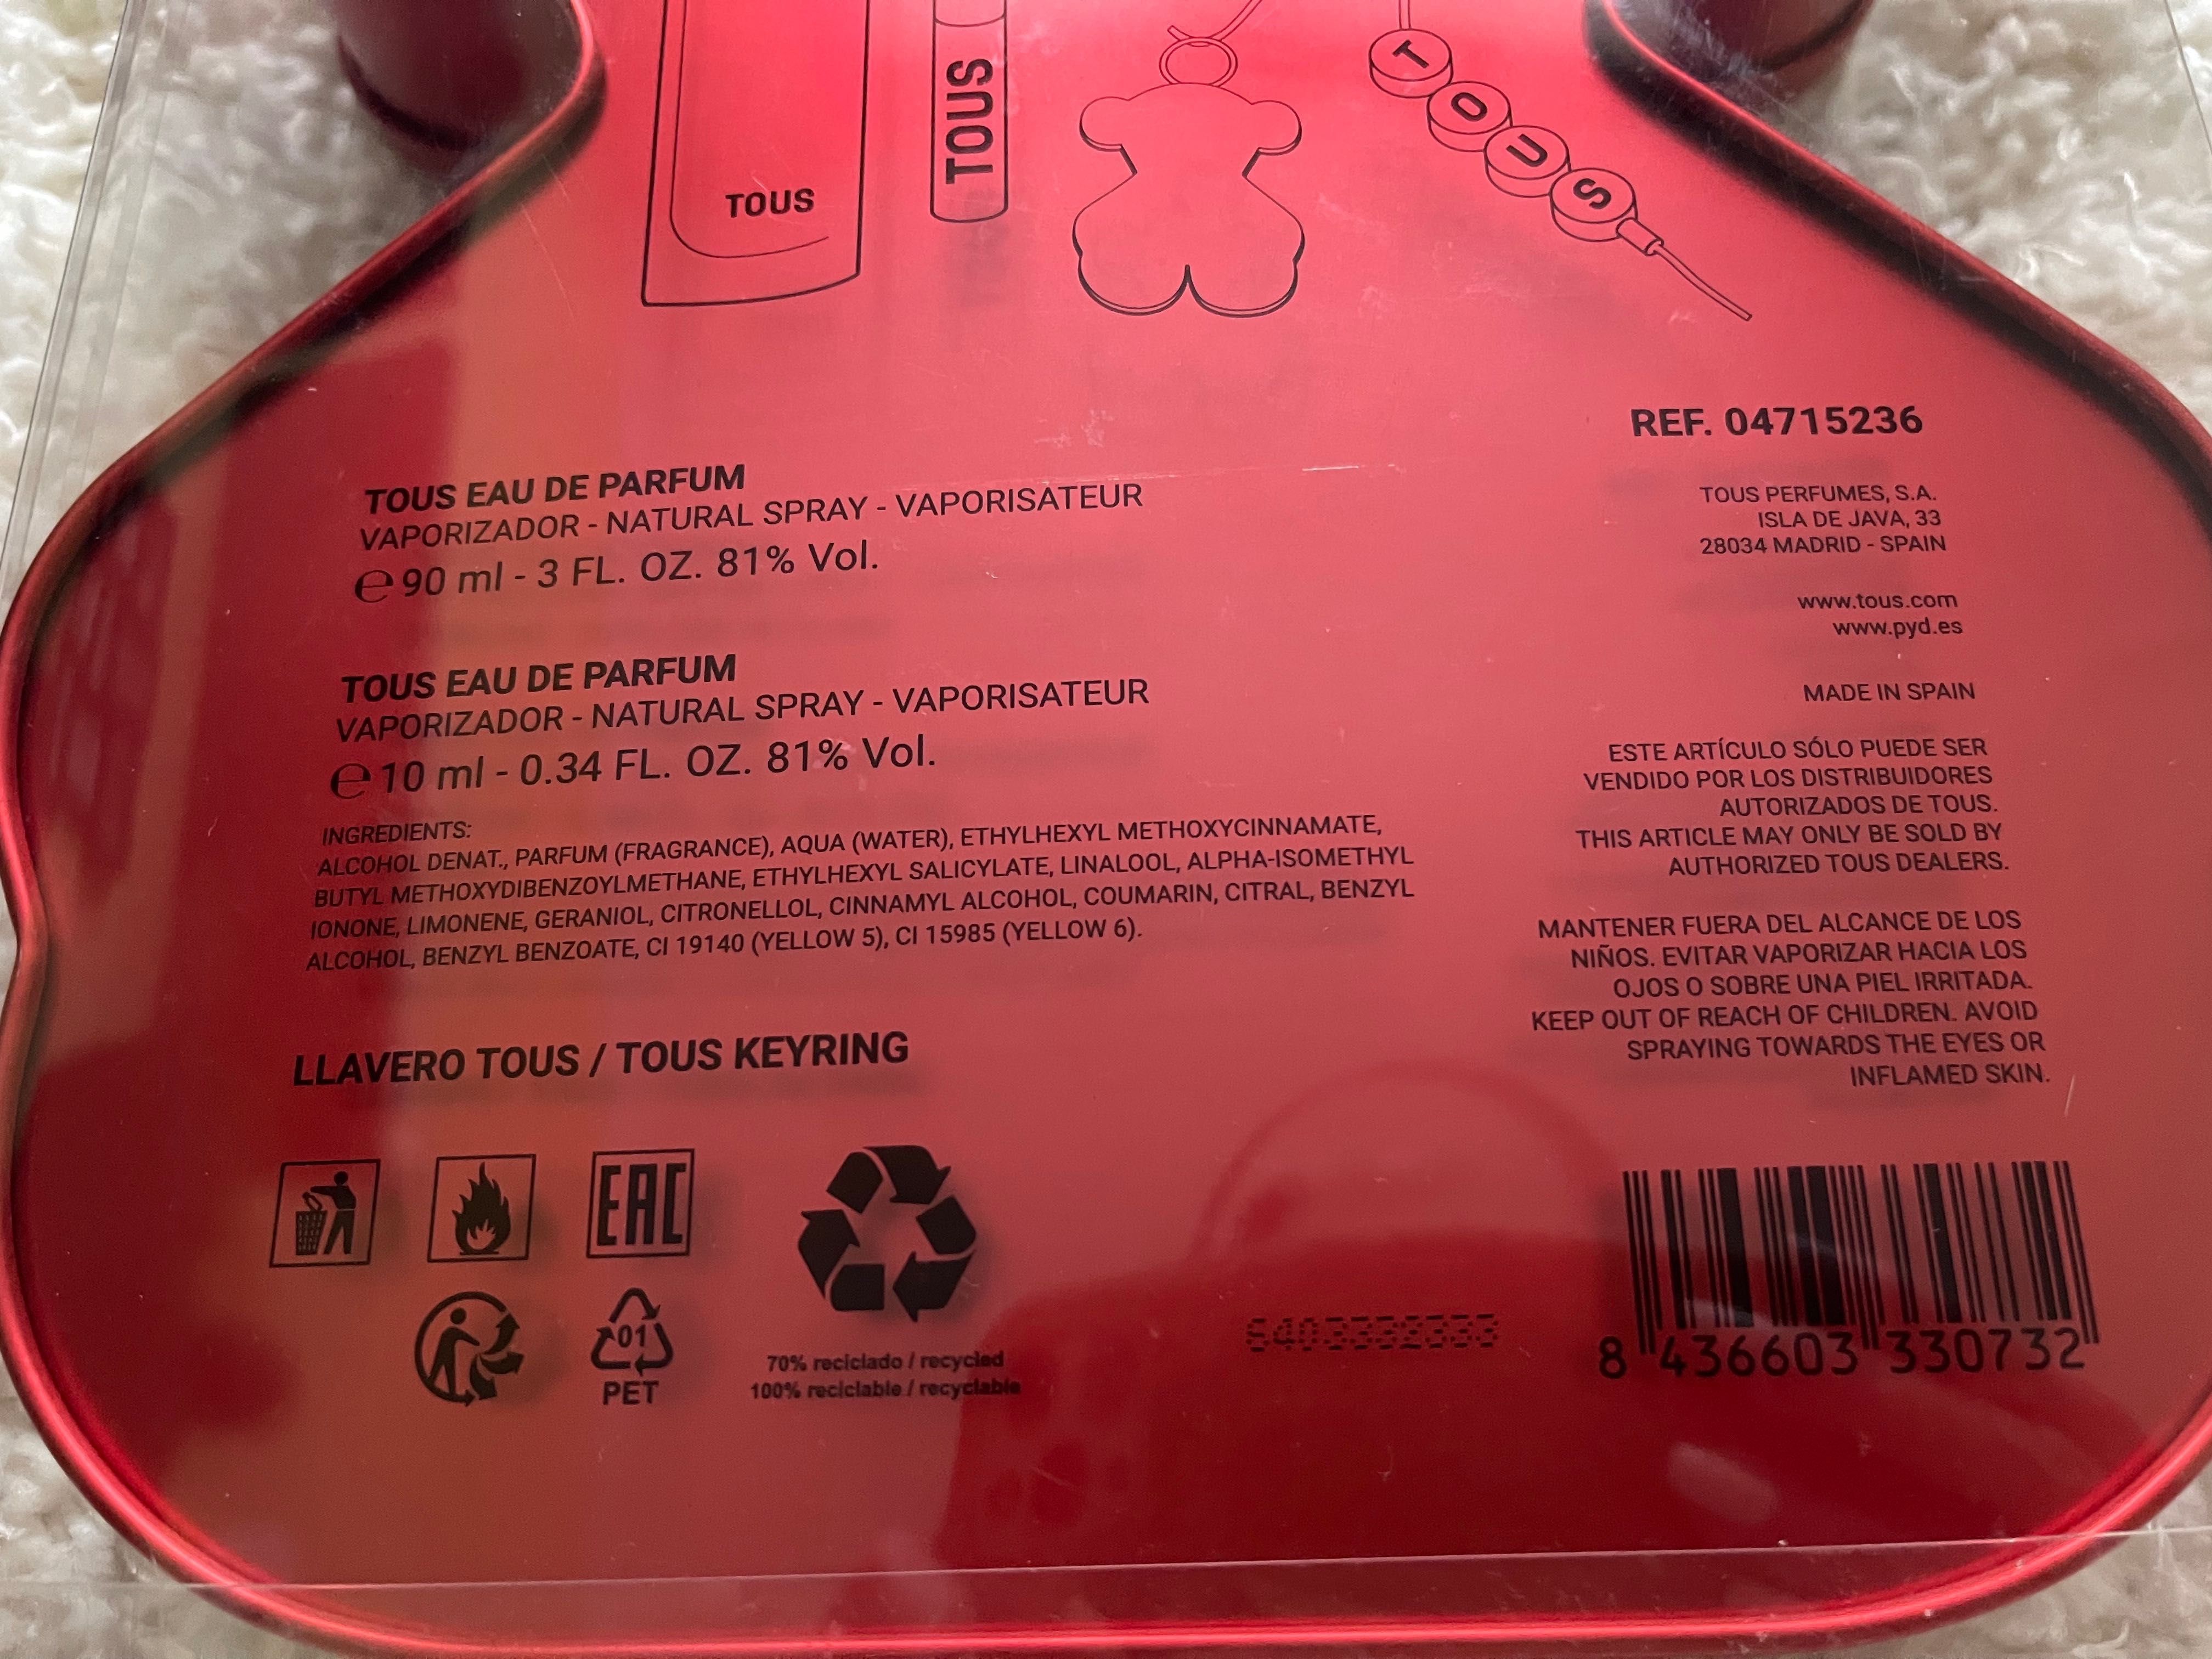 TOUS
TOUS
T O U S
REF. 04715236
TOUS EAU DE PARFUM
VAPORIZADOR - NATURAL SPRAY - VAPORISATEUR
℮ 90 ml - 3 FL. OZ. 81% Vol.
TOUS EAU DE PARFUM
VAPORIZADOR - NATURAL SPRAY - VAPORISATEUR
℮ 10 ml - 0.34 FL. OZ. 81% Vol.
INGREDIENTS:
ALCOHOL DENAT., PARFUM (FRAGRANCE), AQUA (WATER), ETHYLHEXYL METHOXYCINNAMATE,
BUTYL METHOXYDIBENZOYLMETHANE, ETHYLHEXYL SALICYLATE, LINALOOL, ALPHA-ISOMETHYL
IONONE, LIMONENE, GERANIOL, CITRONELLOL, CINNAMYL ALCOHOL, COUMARIN, CITRAL, BENZYL
ALCOHOL, BENZYL BENZOATE, CI 19140 (YELLOW 5), CI 15985 (YELLOW 6).
LLAVERO TOUS / TOUS KEYRING
EAC
01
PET
70% reciclado / recycled
100% reciclable / recyclable
TOUS PERFUMES, S.A.
ISLA DE JAVA, 33
28034 MADRID - SPAIN
www.tous.com
www.pyd.es
MADE IN SPAIN
ESTE ARTÍCULO SÓLO PUEDE SER
VENDIDO POR LOS DISTRIBUIDORES
AUTORIZADOS DE TOUS.
THIS ARTICLE MAY ONLY BE SOLD BY
AUTHORIZED TOUS DEALERS.
MANTENER FUERA DEL ALCANCE DE LOS
NIÑOS. EVITAR VAPORIZAR HACIA LOS
OJOS O SOBRE UNA PIEL IRRITADA.
KEEP OUT OF REACH OF CHILDREN. AVOID
SPRAYING TOWARDS THE EYES OR
INFLAMED SKIN.
8 436603 330732